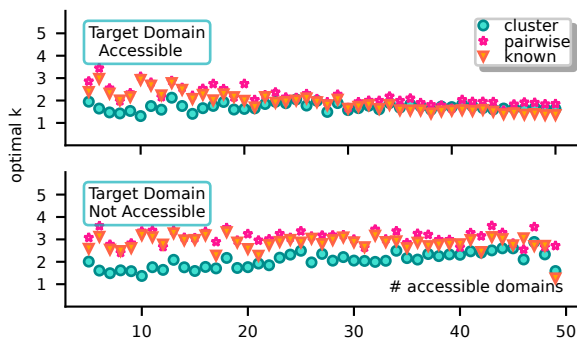 5
4
3
2
1
Target Domain
Accessible
cluster
pairwise
known
optimal k
5
4
3
2
1
Target Domain
Not Accessible
# accessible domains
10 20 30 40 50